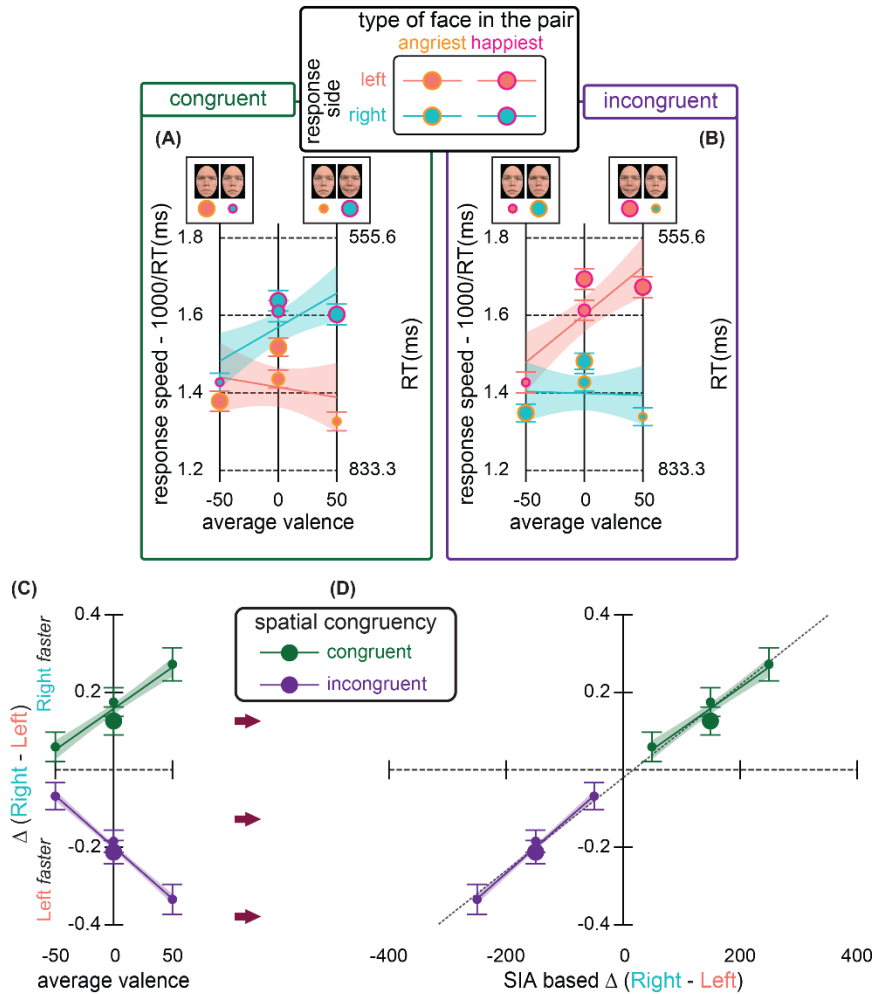 type of face in the pair
angriest happiest
response side
left
right
congruent
incongruent
(A)
(B)
response speed - 1000/RT(ms)
1.8
1.6
1.4
1.2
555.6
RT(ms)
833.3
-50 0 50
average valence
response speed - 1000/RT(ms)
1.8
1.6
1.4
1.2
555.6
RT(ms)
833.3
-50 0 50
average valence
(C)
(D)
spatial congruency
congruent
incongruent
Δ (Right - Left)
Right faster
Left faster
0.4
0.2
-0.2
-0.4
-50 0 50
average valence
0.4
0.2
-0.2
-0.4
-400
400
-400 -200 0 200 400
SIA based Δ (Right - Left)